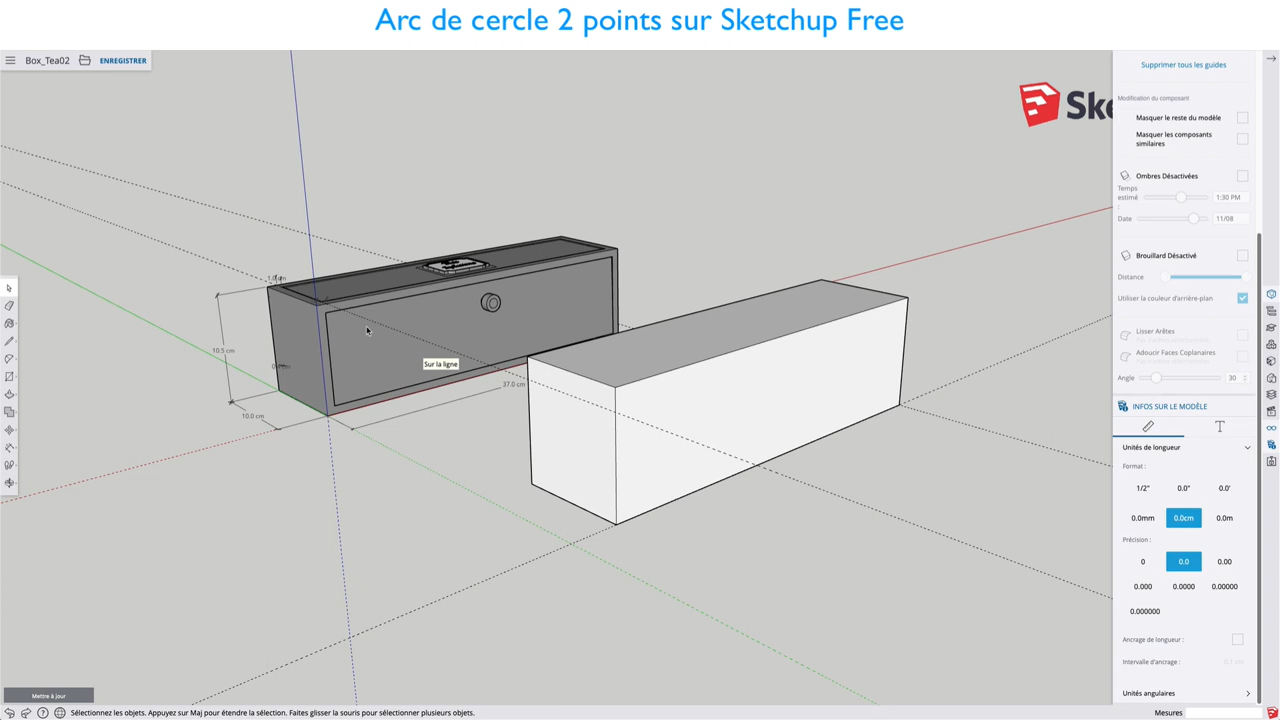 Arc de cercle 2 points sur Sketchup Free
Box_Tea02
ENREGISTRER
Ske
Supprimer tous les guides
Modification du composant
Masquer le reste du modèle
Masquer les composants
similaires
Ombres Désactivées
Temps
estimé
:
1:30 PM
Date
11/08
Brouillard Désactivé
Distance
Utiliser la couleur d'arrière-plan
Lisser Arêtes
Adoucir Faces Coplanaires
Angle
30
INFOS SUR LE MODÈLE
Unités de longueur
Format :
1/2" 0.0" 0.0'
0.0mm 0.0cm 0.0m
Précision :
0 0.0 0.00
0.000 0.0000 0.00000
0.000000
Ancrage de longueur :
Intervalle d'ancrage : 0.1 cm
Unités angulaires
10.5 cm
10.0 cm
37.0 cm
Sur la ligne
Mettre à jour
Sélectionnez les objets. Appuyez sur Maj pour étendre la sélection. Faites glisser la souris pour sélectionner plusieurs objets.
Mesures